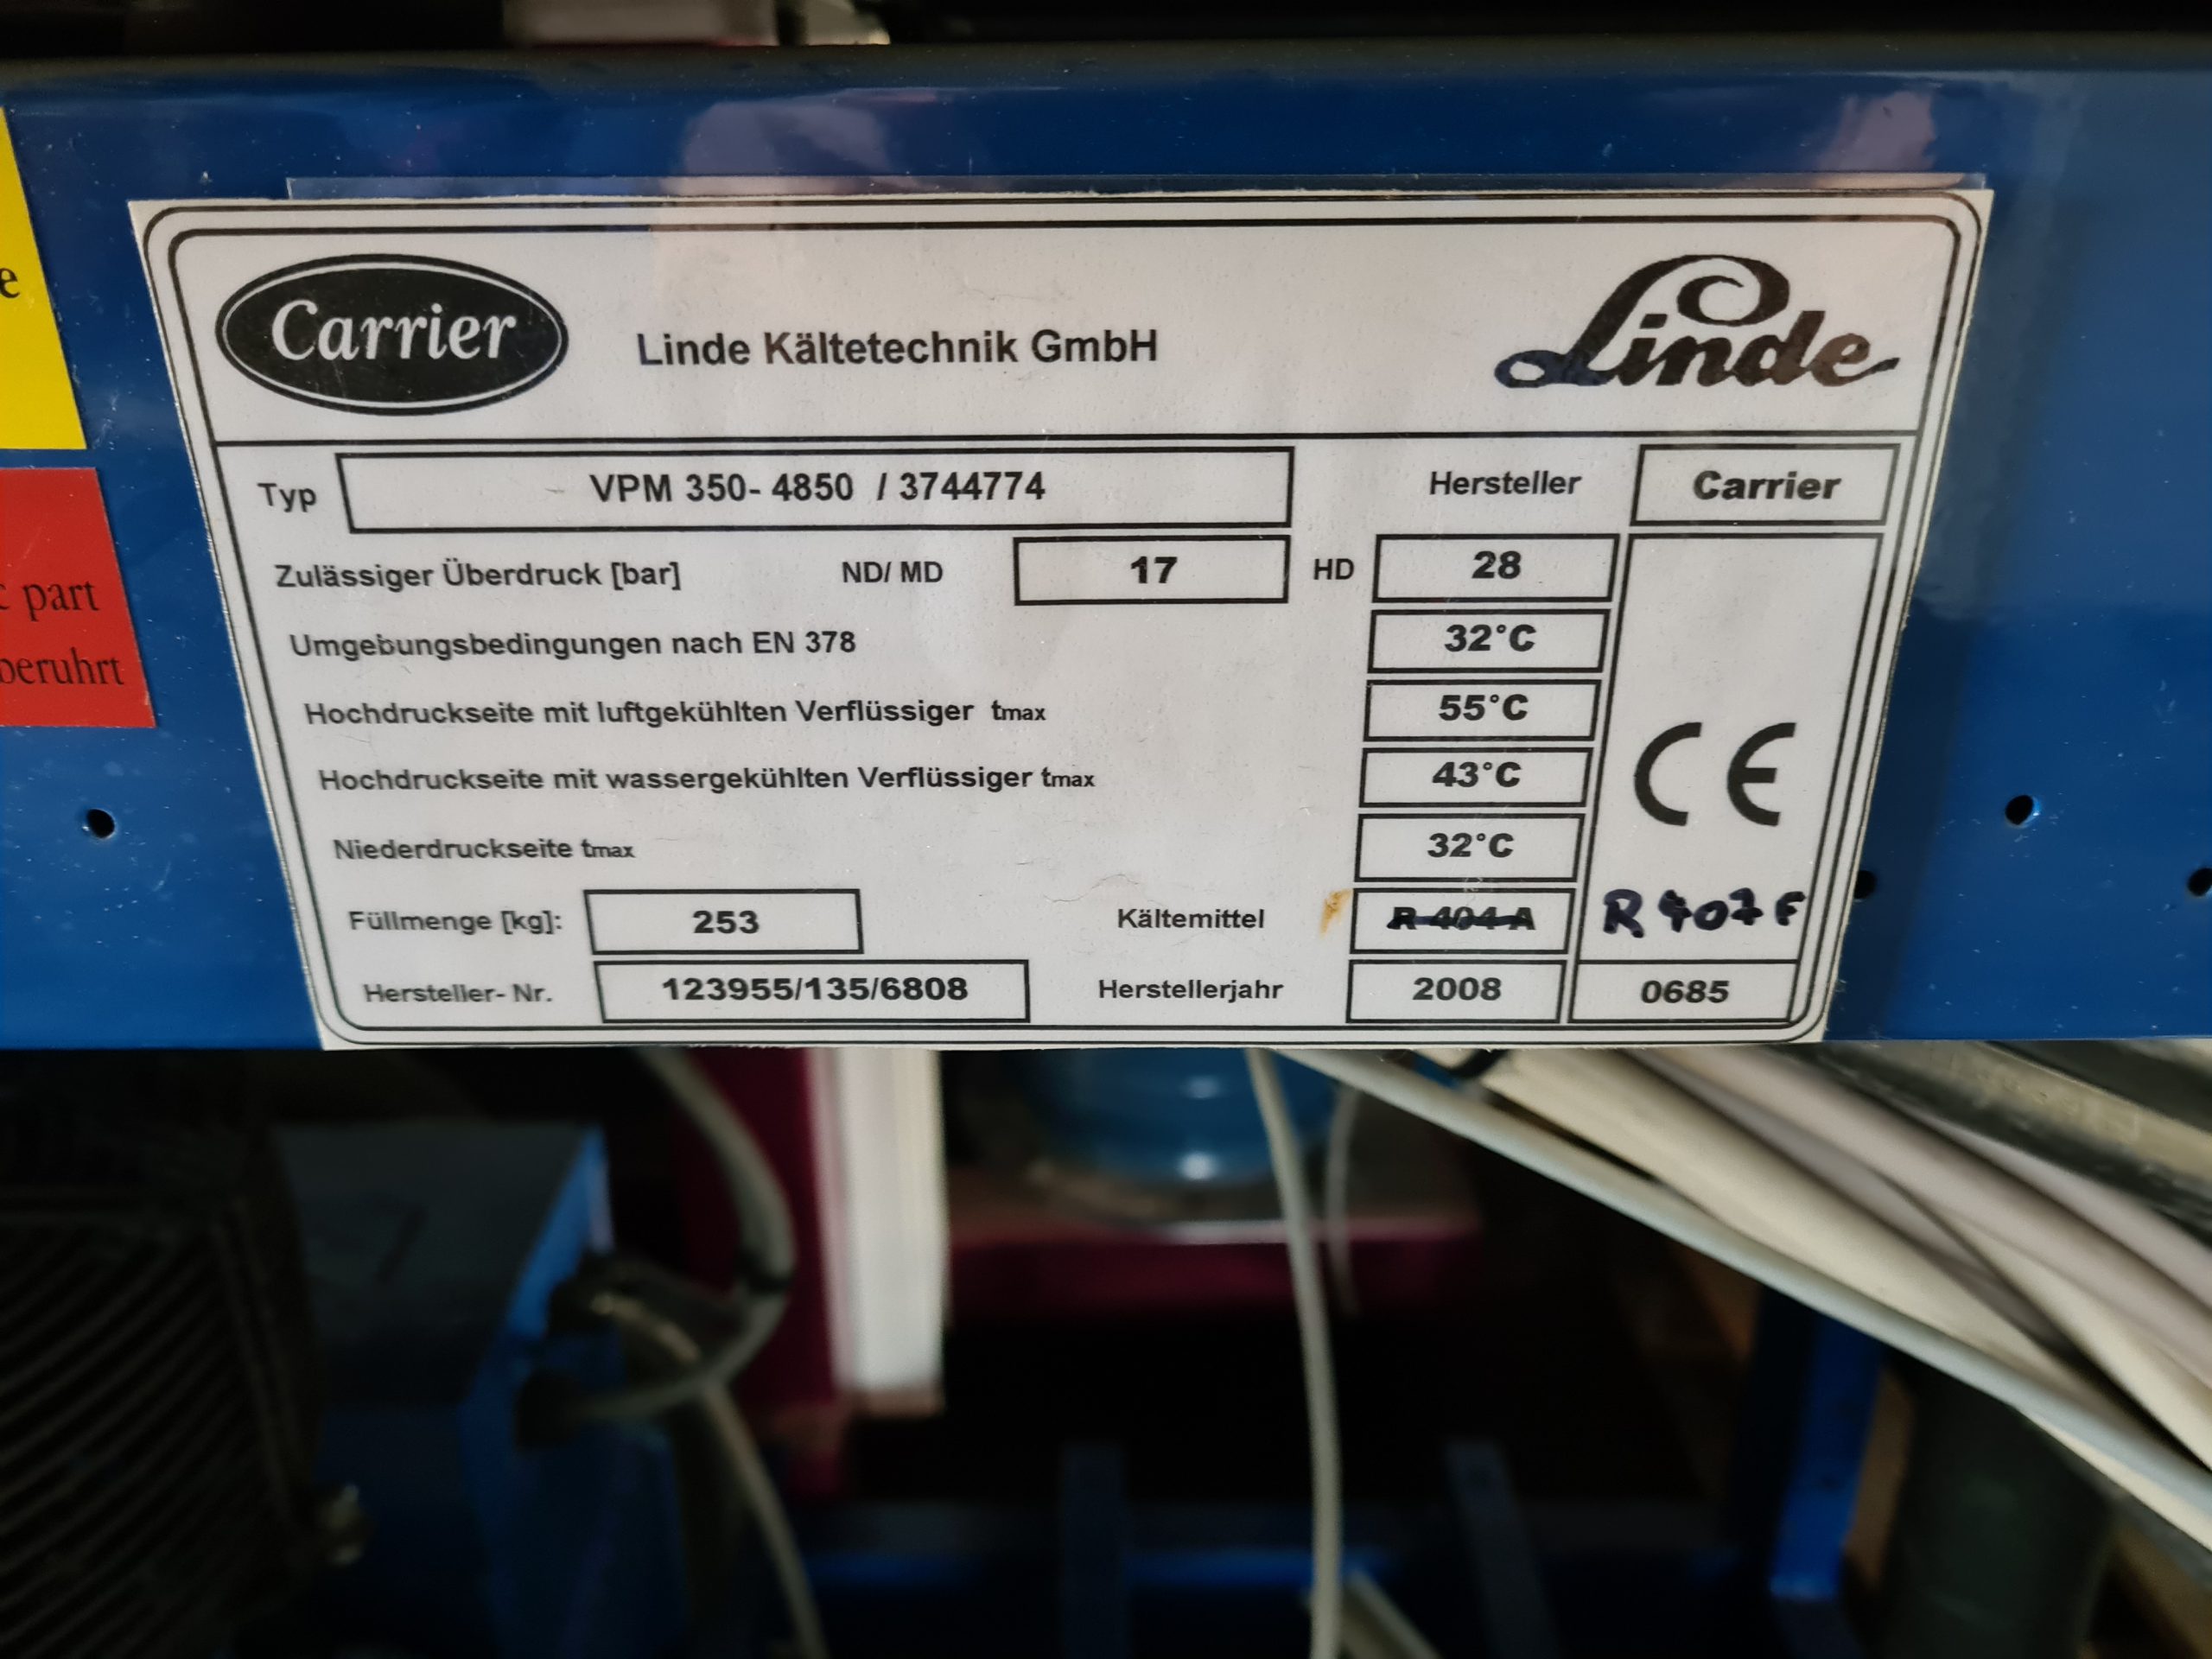 e
c part
beruhrt
Carrier
Linde Kältetechnik GmbH
Linde
Typ VPM 350- 4850 / 3744774 Hersteller Carrier
Zulässiger Überdruck [bar] ND/ MD 17 HD 28
Umgebungsbedingungen nach EN 378 32°C
Hochdruckseite mit luftgekühlten Verflüssiger tmax 55°C
Hochdruckseite mit wassergekühlten Verflüssiger tmax 43°C
CE
Niederdruckseite tmax 32°C
Füllmenge [kg]: 253 Kältemittel R 404 A R 407 F
Hersteller- Nr. 123955/135/6808 Herstellerjahr 2008 0685